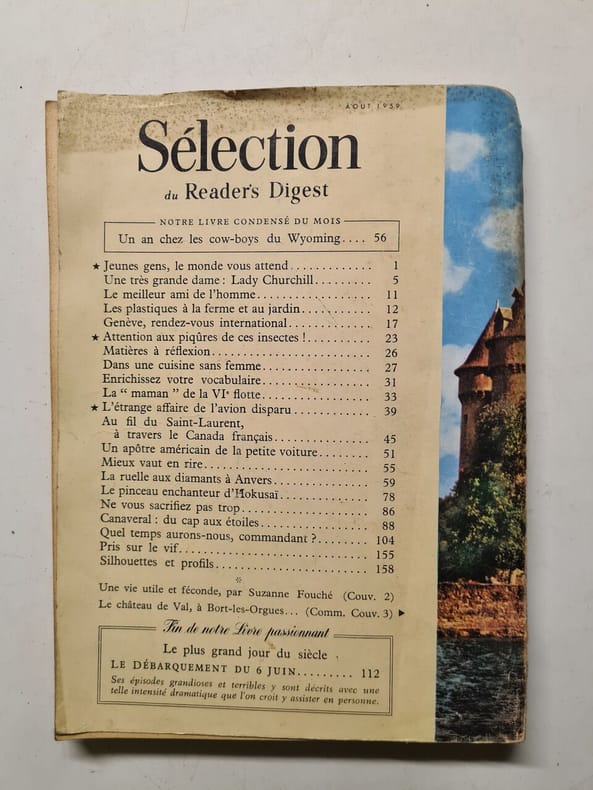 AOUT 1959
Sélection
du Reader's Digest
NOTRE LIVRE CONDENSÉ DU MOIS
Un an chez les cow-boys du Wyoming.... 56
★ Jeunes gens, le monde vous attend............. 1
Une très grande dame : Lady Churchill......... 5
Le meilleur ami de l'homme.................. 11
Les plastiques à la ferme et au jardin........... 12
Genève, rendez-vous international............. 17
★ Attention aux piqûres de ces insectes !.......... 23
Matières à réflexion........................ 26
Dans une cuisine sans femme................. 27
Enrichissez votre vocabulaire................. 31
La " maman " de la VIe flotte................. 33
★ L'étrange affaire de l'avion disparu............ 39
Au fil du Saint-Laurent,
à travers le Canada français............... 45
Un apôtre américain de la petite voiture........ 51
Mieux vaut en rire......................... 55
La ruelle aux diamants à Anvers.............. 59
Le pinceau enchanteur d'Hokusaï............. 78
Ne vous sacrifiez pas trop................... 86
Canaveral : du cap aux étoiles................ 88
Quel temps aurons-nous, commandant ?........ 104
Pris sur le vif............................. 155
Silhouettes et profils........................ 158
*
Une vie utile et féconde, par Suzanne Fouché (Couv. 2)
Le château de Val, à Bort-les-Orgues... (Comm. Couv. 3) ►
Fin de notre Livre passionnant
Le plus grand jour du siècle
LE DÉBARQUEMENT DU 6 JUIN......... 112
Ses épisodes grandioses et terribles y sont décrits avec une
telle intensité dramatique que l'on croit y assister en personne.